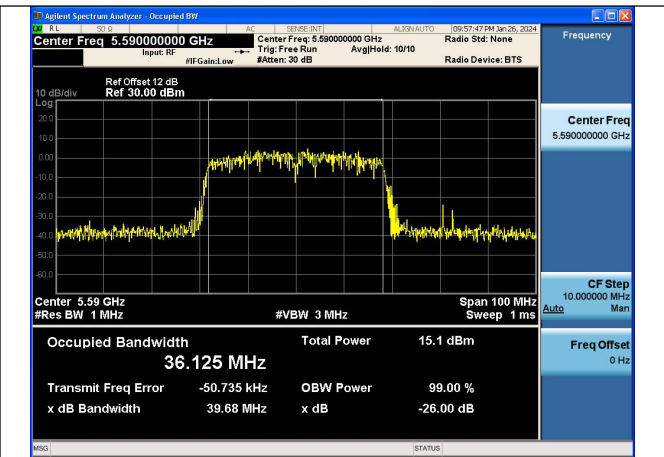 Agilent Spectrum Analyzer - Occupied BW
RL 50 Ω AC SENSE:INT ALIGNAUTO 09:57:47 PM Jan 26, 2024
Center Freq 5.590000000 GHz Center Freq: 5.590000000 GHz Radio Std: None Frequency
Input: RF Trig: Free Run Avg|Hold: 10/10
#IFGain:Low #Atten: 30 dB Radio Device: BTS
Ref Offset 12 dB
10 dB/div Ref 30.00 dBm
Log
20.0
10.0
0.00
-10.0
-20.0
-30.0
-40.0
-50.0
-60.0
Center Freq
5.590000000 GHz
Center 5.59 GHz Span 100 MHz
#Res BW 1 MHz #VBW 3 MHz Sweep 1 ms
CF Step
10.000000 MHz
Auto Man
Occupied Bandwidth Total Power 15.1 dBm
36.125 MHz
Transmit Freq Error -50.735 kHz OBW Power 99.00 %
x dB Bandwidth 39.68 MHz x dB -26.00 dB
Freq Offset
0 Hz
MSG STATUS